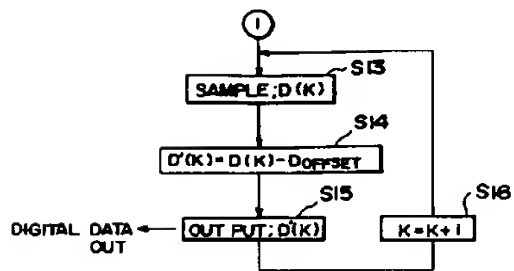 1
S13
SAMPLE; D(K)
S14
D'(K) = D(K) - DOFFSET
S15
OUT PUT; D'(K)
DIGITAL DATA
OUT
S16
K = K + 1